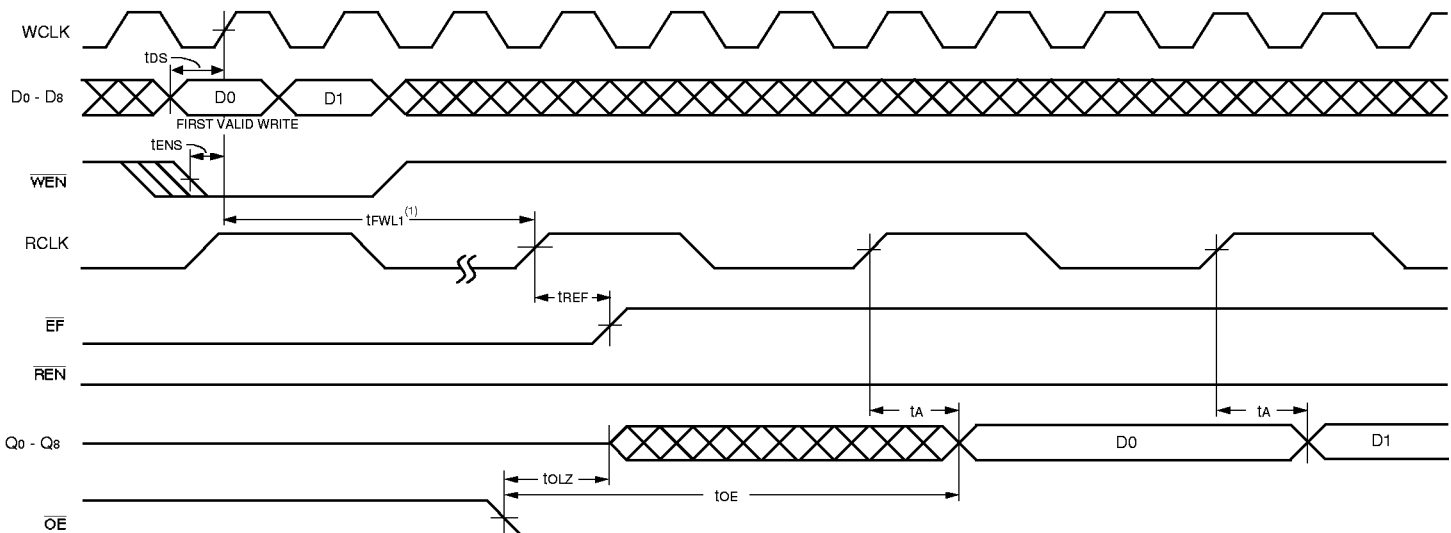 WCLK
tDS
D0 - D8
D0
D1
FIRST VALID WRITE
tENS
WEN
tFWL1(1)
RCLK
tREF
EF
REN
tA
tA
Q0 - Q8
D0
D1
tOLZ
tOE
OE